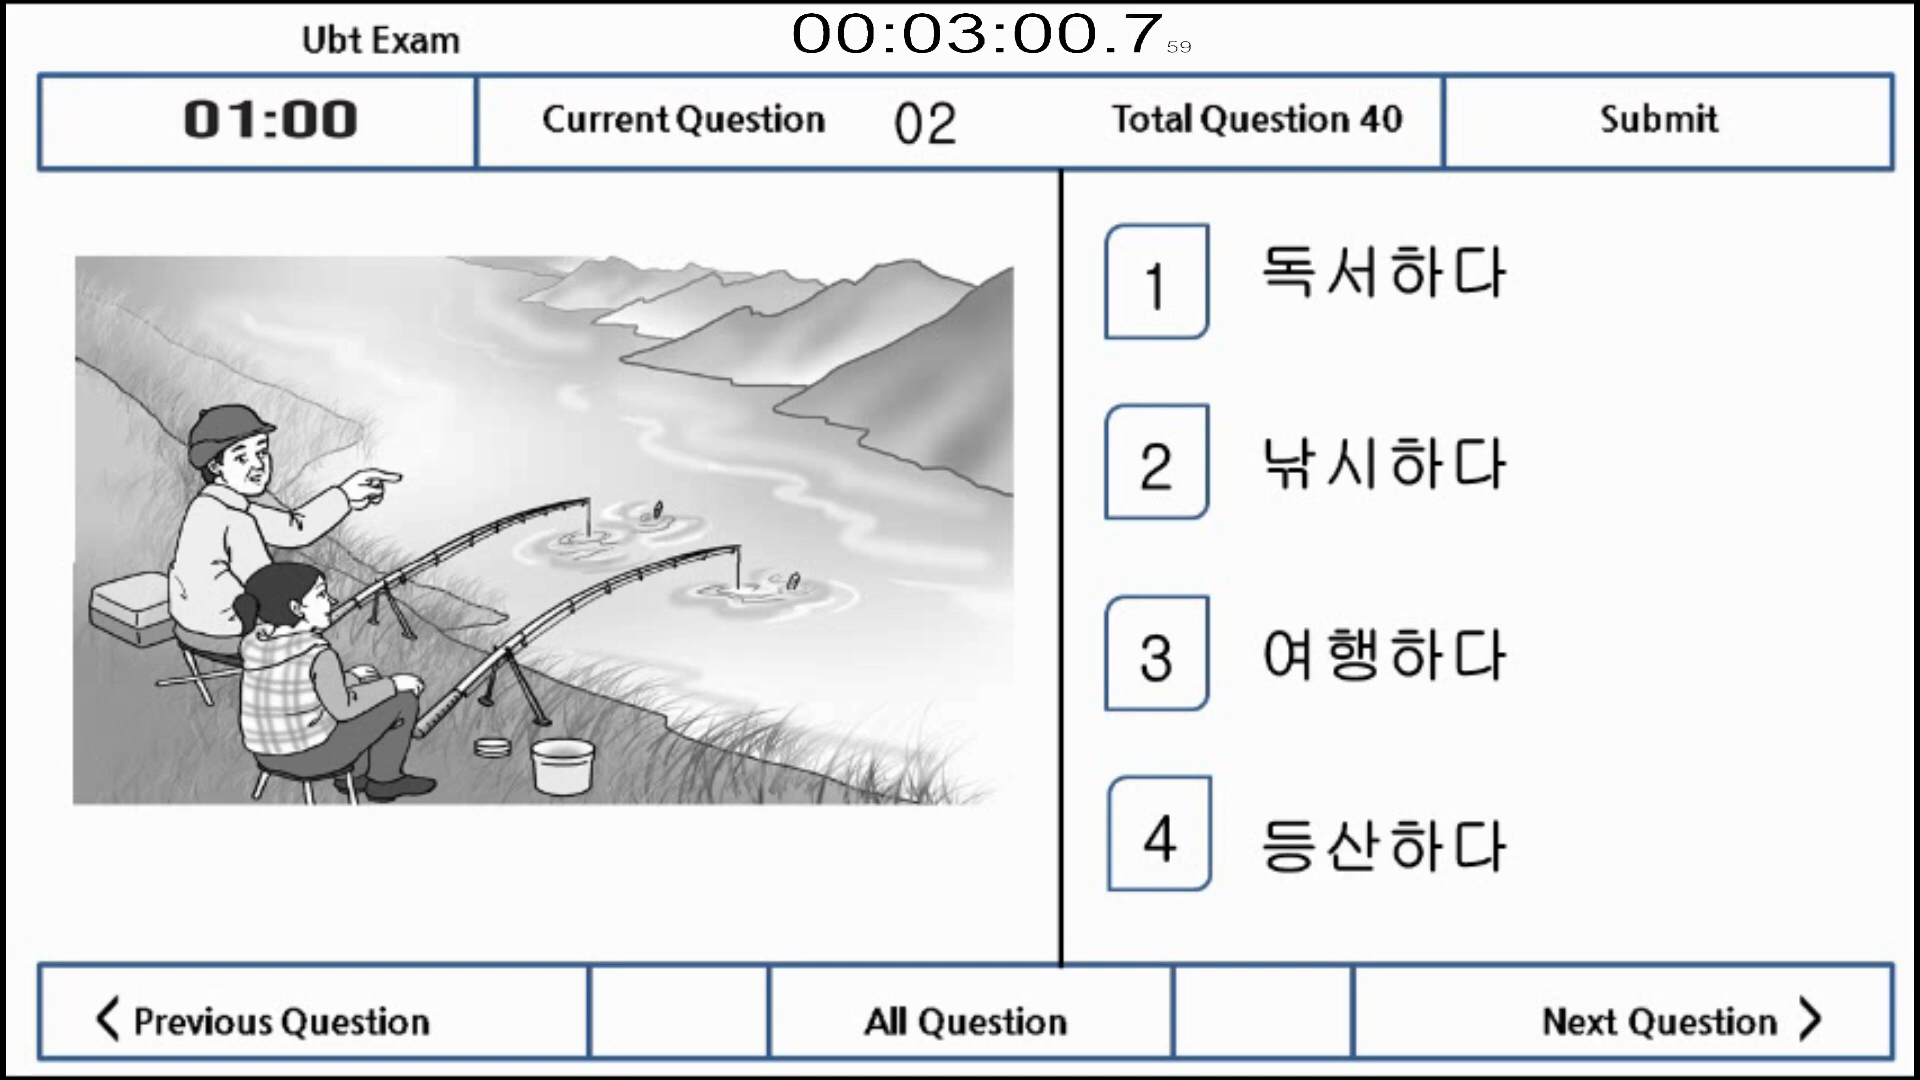 Ubt Exam
00:03:00.759
01:00
Current Question 02
Total Question 40
Submit
1 독서하다
2 낚시하다
3 여행하다
4 등산하다
< Previous Question
All Question
Next Question >